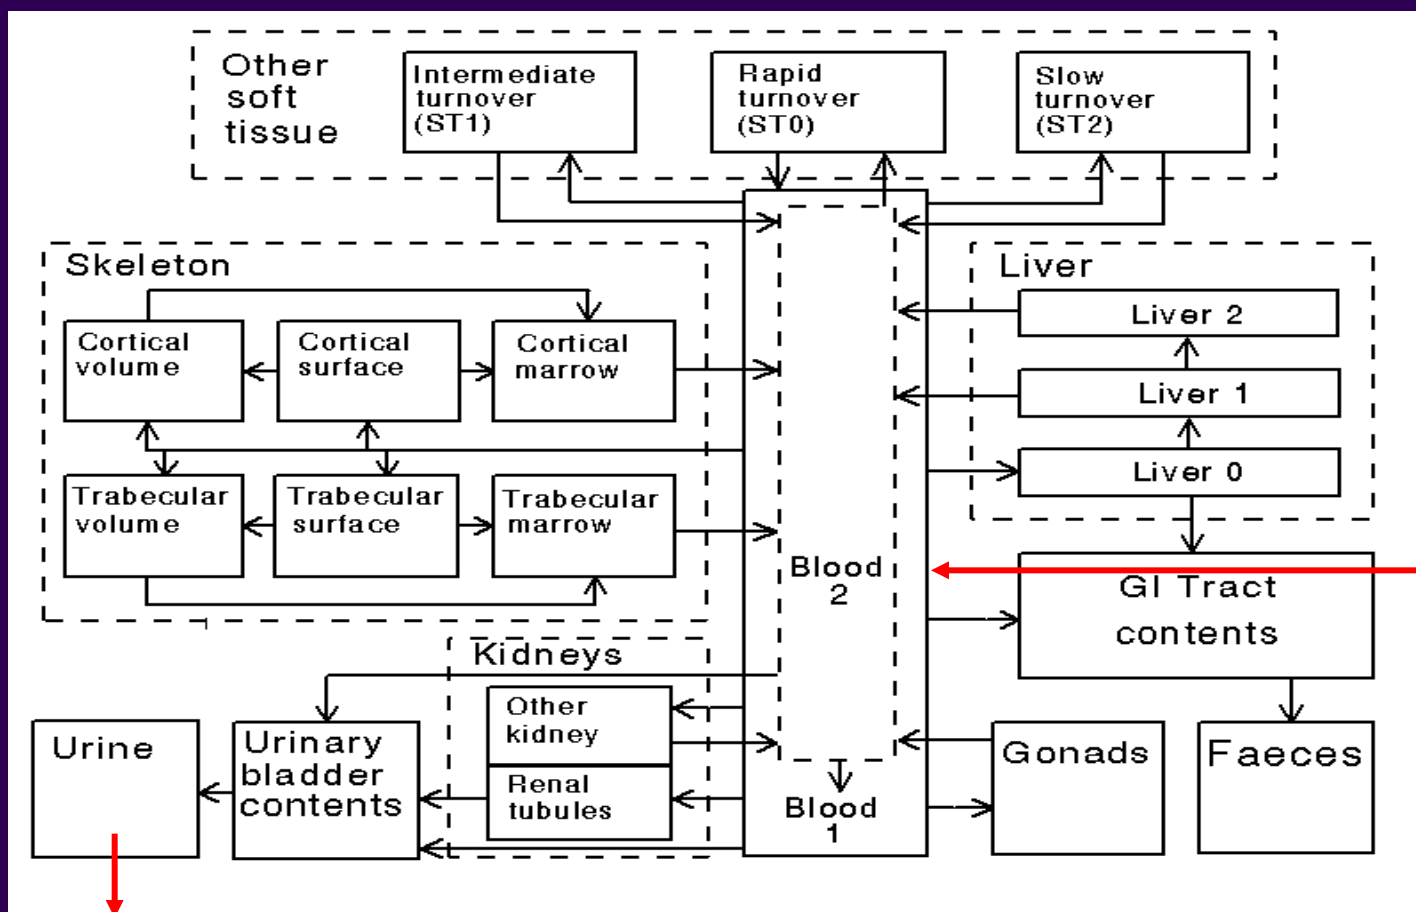 Other
soft
tissue
Intermediate
turnover
(ST1)
Rapid
turnover
(ST0)
Slow
turnover
(ST2)
Skeleton
Cortical
volume
Cortical
surface
Cortical
marrow
Trabecular
volume
Trabecular
surface
Trabecular
marrow
Liver
Liver 2
Liver 1
Liver 0
Blood
2
GI Tract
contents
Kidneys
Other
kidney
Renal
tubules
Urine
Urinary
bladder
contents
Blood
1
Gonads
Faeces